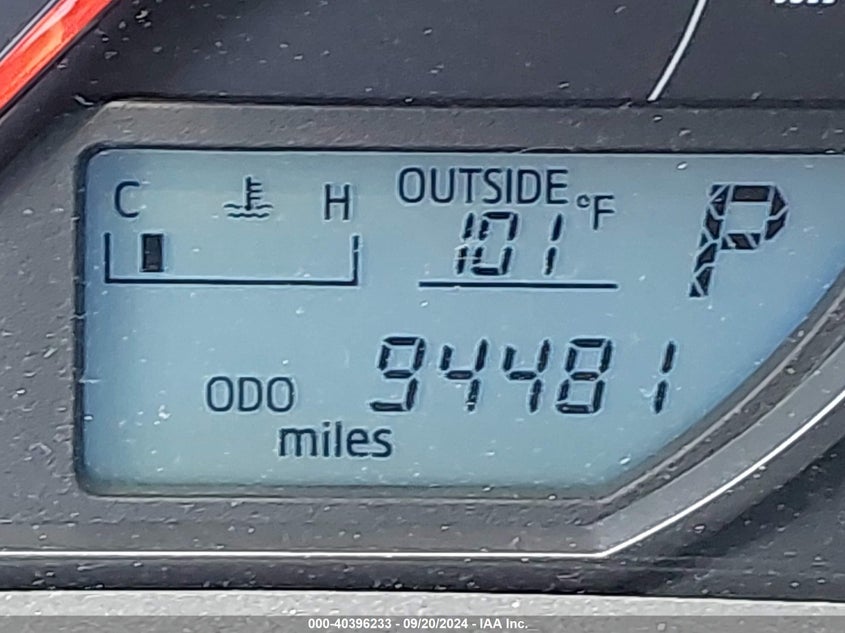 C H OUTSIDE
101 °F P
ODO 94481
miles
000-40396233 - 09/20/2024 - IAA Inc.